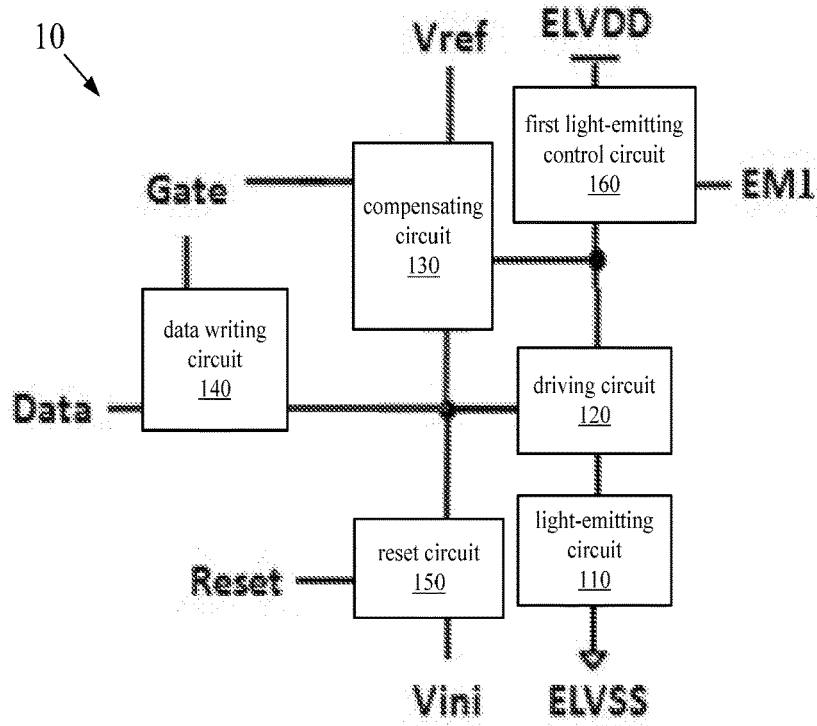 10
Vref
ELVDD
first light-emitting
control circuit
160
EM1
Gate
compensating
circuit
130
data writing
circuit
140
Data
driving circuit
120
reset circuit
150
Reset
light-emitting
circuit
110
Vini
ELVSS